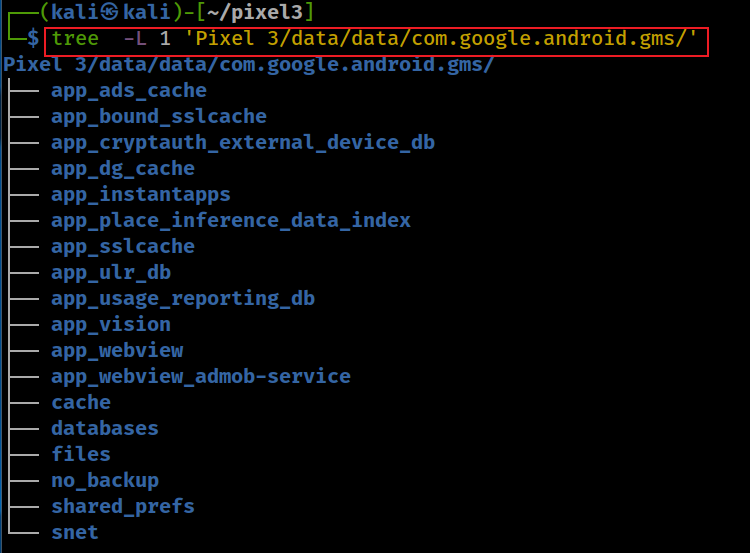 ┌──(kali㉿kali)-[~/pixel3]
└─$ tree  -L 1 'Pixel 3/data/data/com.google.android.gms/'
Pixel 3/data/data/com.google.android.gms/
├── app_ads_cache
├── app_bound_sslcache
├── app_cryptauth_external_device_db
├── app_dg_cache
├── app_instantapps
├── app_place_inference_data_index
├── app_sslcache
├── app_ulr_db
├── app_usage_reporting_db
├── app_vision
├── app_webview
├── app_webview_admob-service
├── cache
├── databases
├── files
├── no_backup
├── shared_prefs
└── snet